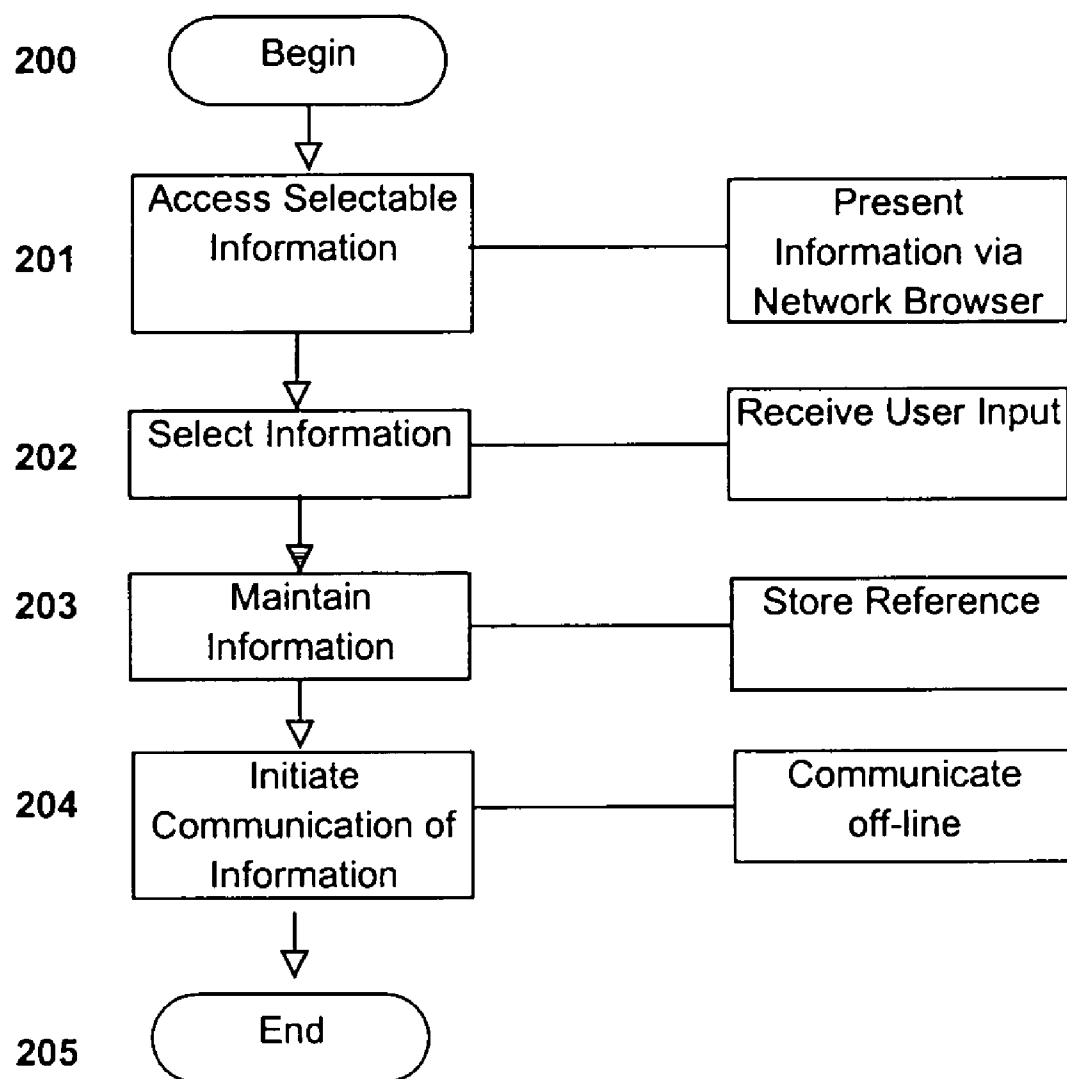 200
Begin
201
Access Selectable
Information
Present
Information via
Network Browser
202
Select Information
Receive User Input
203
Maintain
Information
Store Reference
204
Initiate
Communication of
Information
Communicate
off-line
205
End